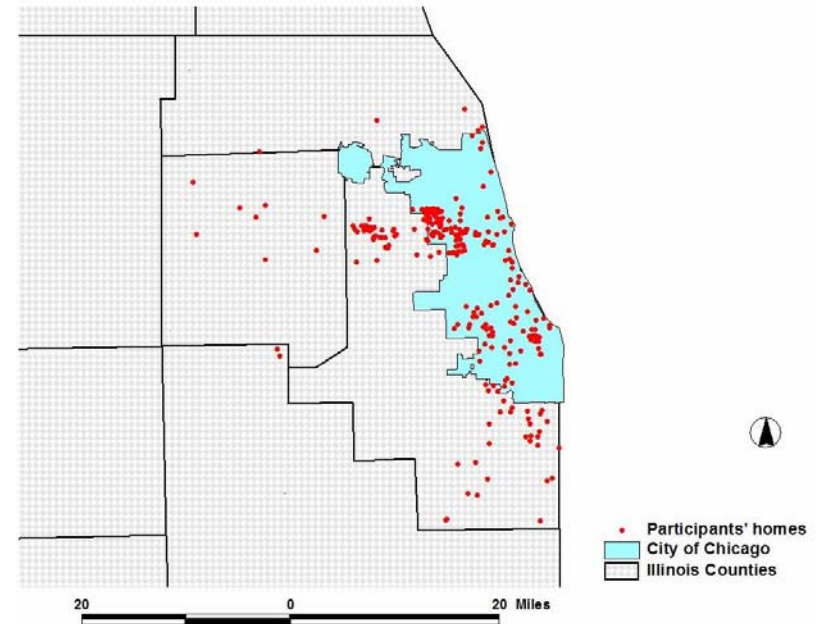 Participants' homes
City of Chicago
Illinois Counties
20 0 20 Miles